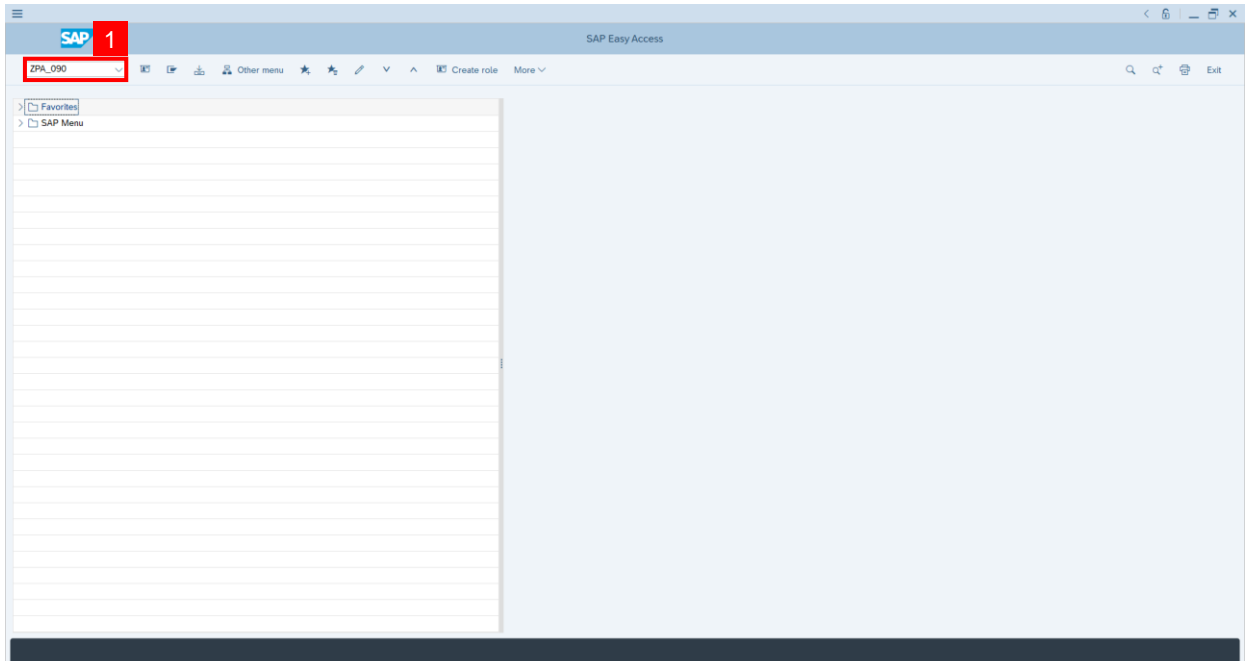 SAP 1
SAP Easy Access
ZPA_090 Other menu Create role More Exit
Favorites
SAP Menu